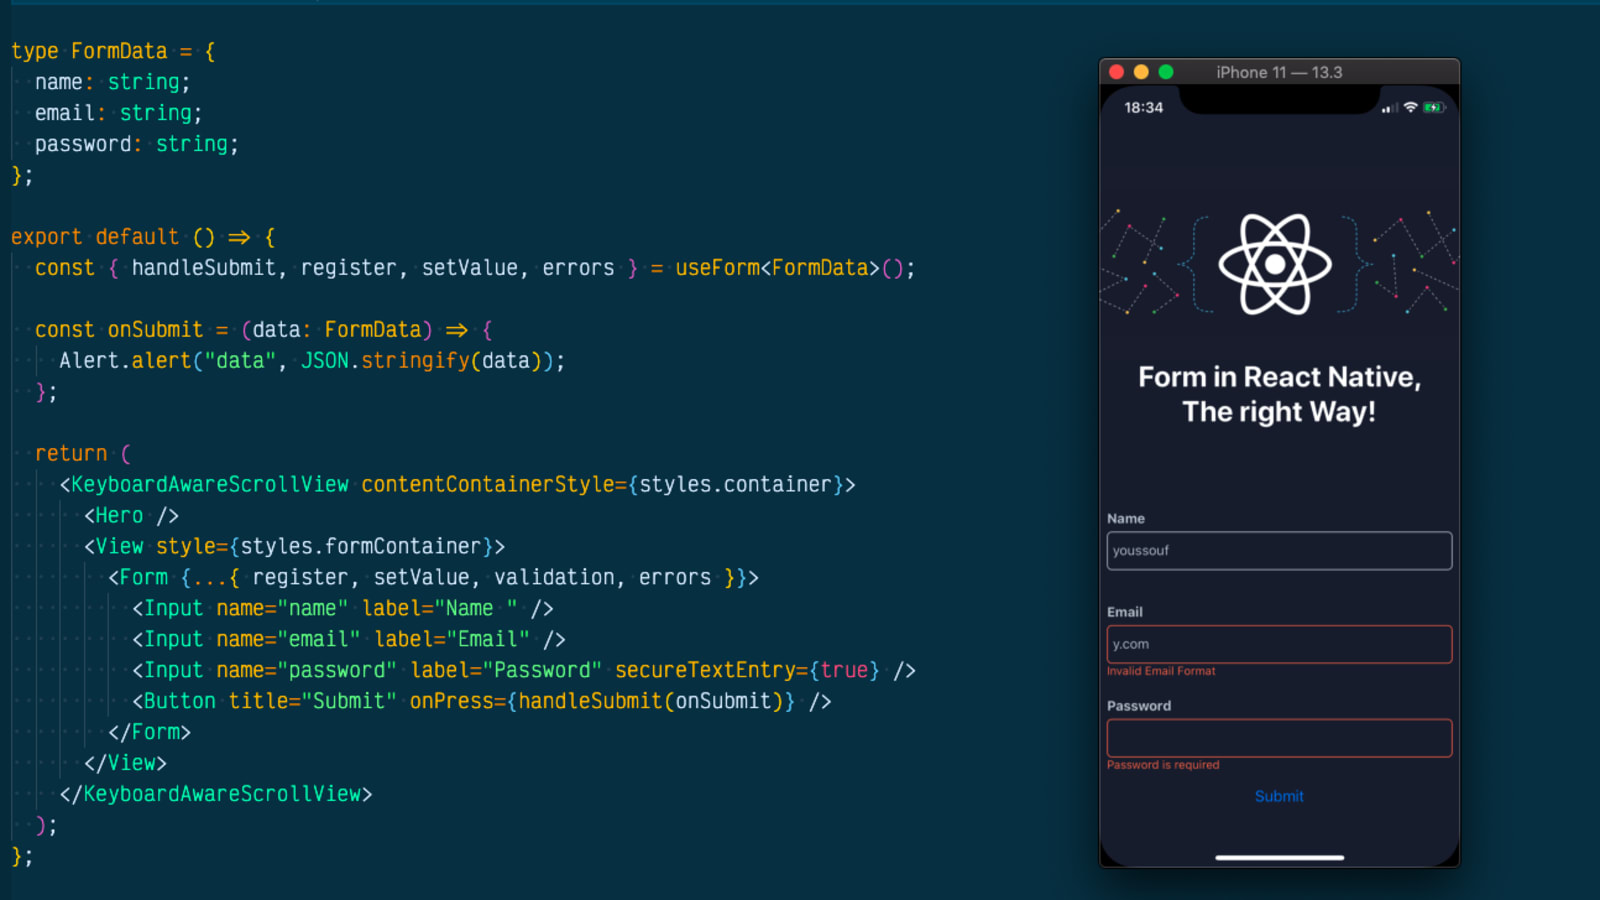 type FormData = {
name: string;
email: string;
password: string;
};
export default () => {
const { handleSubmit, register, setValue, errors } = useForm<FormData>();
const onSubmit = (data: FormData) => {
Alert.alert("data", JSON.stringify(data));
};
return (
<KeyboardAwareScrollView contentContainerStyle={styles.container}>
<Hero />
<View style={styles.formContainer}>
<Form {...{ register, setValue, validation, errors }}>
<Input name="name" label="Name " />
<Input name="email" label="Email" />
<Input name="password" label="Password" secureTextEntry={true} />
<Button title="Submit" onPress={handleSubmit(onSubmit)} />
</Form>
</View>
</KeyboardAwareScrollView>
);
};
iPhone 11 — 13.3
18:34
Form in React Native,
The right Way!
Name
youssouf
Email
y.com
Invalid Email Format
Password
Password is required
Submit